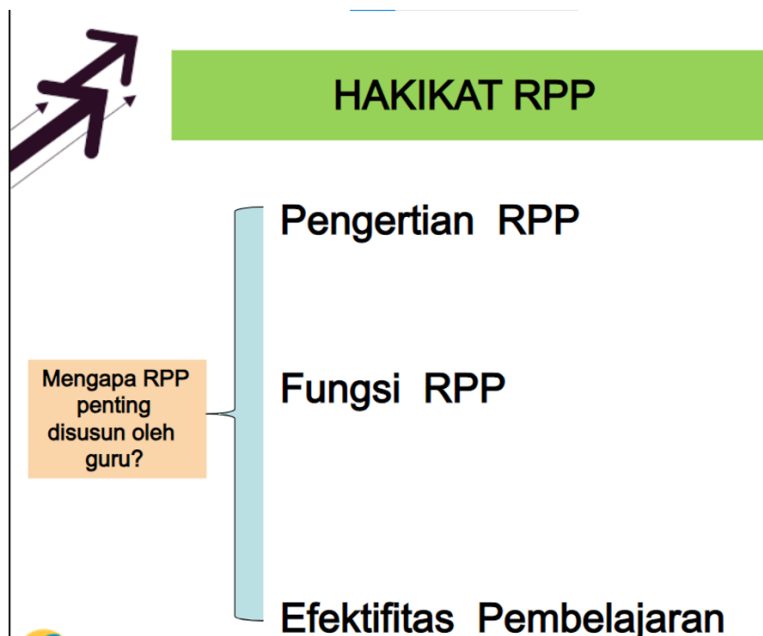 HAKIKAT RPP
Pengertian RPP
Mengapa RPP
penting
disusun oleh
guru?
Fungsi RPP
Efektifitas Pembelajaran